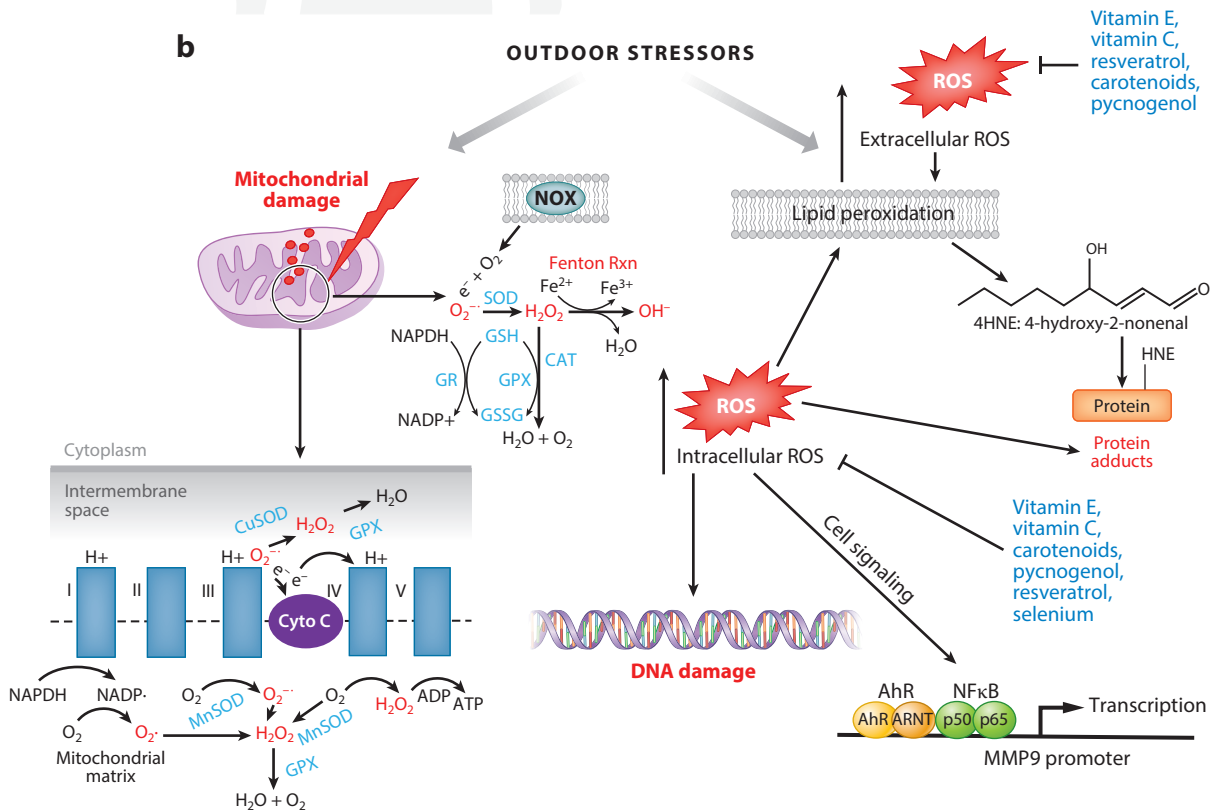 b
OUTDOOR STRESSORS
Vitamin E,
vitamin C,
resveratrol,
carotenoids,
pycnogenol
ROS
Extracellular ROS
Mitochondrial
damage
NOX
Lipid peroxidation
e⁻ + O₂
Fenton Rxn
Fe²⁺
Fe³⁺
O₂⁻·
SOD
H₂O₂
OH⁻
H₂O
NAPDH
GSH
CAT
GR
GPX
NADP+
GSSG
H₂O + O₂
OH
O
4HNE: 4-hydroxy-2-nonenal
HNE
Protein
Protein
adducts
ROS
Intracellular ROS
Vitamin E,
vitamin C,
carotenoids,
pycnogenol,
resveratrol,
selenium
Cell signaling
DNA damage
AhR
NFκB
AhR
ARNT
p50
p65
Transcription
MMP9 promoter
Cytoplasm
Intermembrane
space
CuSOD
H₂O₂
H₂O
GPX
H+
H+
O₂⁻·
H+
e⁻
e⁻
I
II
III
IV
V
Cyto C
NAPDH
NADP·
O₂
O₂⁻·
MnSOD
O₂
H₂O₂
ADP
ATP
O₂
O₂·
H₂O₂
MnSOD
Mitochondrial
matrix
GPX
H₂O + O₂